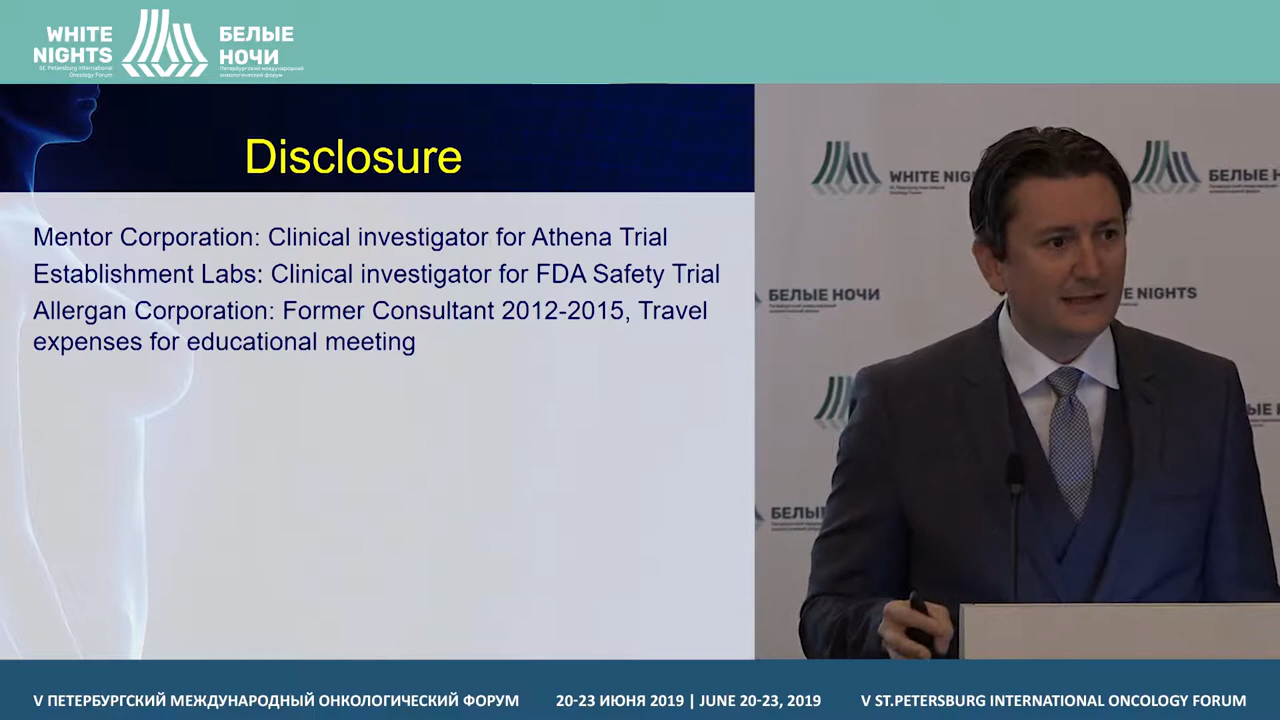 WHITE
NIGHTS
St. Petersburg International
Oncology Forum
БЕЛЫЕ
НОЧИ
Петербургский международный
онкологический форум
Disclosure
Mentor Corporation: Clinical investigator for Athena Trial
Establishment Labs: Clinical investigator for FDA Safety Trial
Allergan Corporation: Former Consultant 2012-2015, Travel
expenses for educational meeting
WHITE NIG
БЕЛЫЕ Н
БЕЛЫЕ НОЧИ
E NIGHTS
БЕЛЫ
V ПЕТЕРБУРГСКИЙ МЕЖДУНАРОДНЫЙ ОНКОЛОГИЧЕСКИЙ ФОРУМ
20-23 ИЮНЯ 2019 | JUNE 20-23, 2019
V ST.PETERSBURG INTERNATIONAL ONCOLOGY FORUM